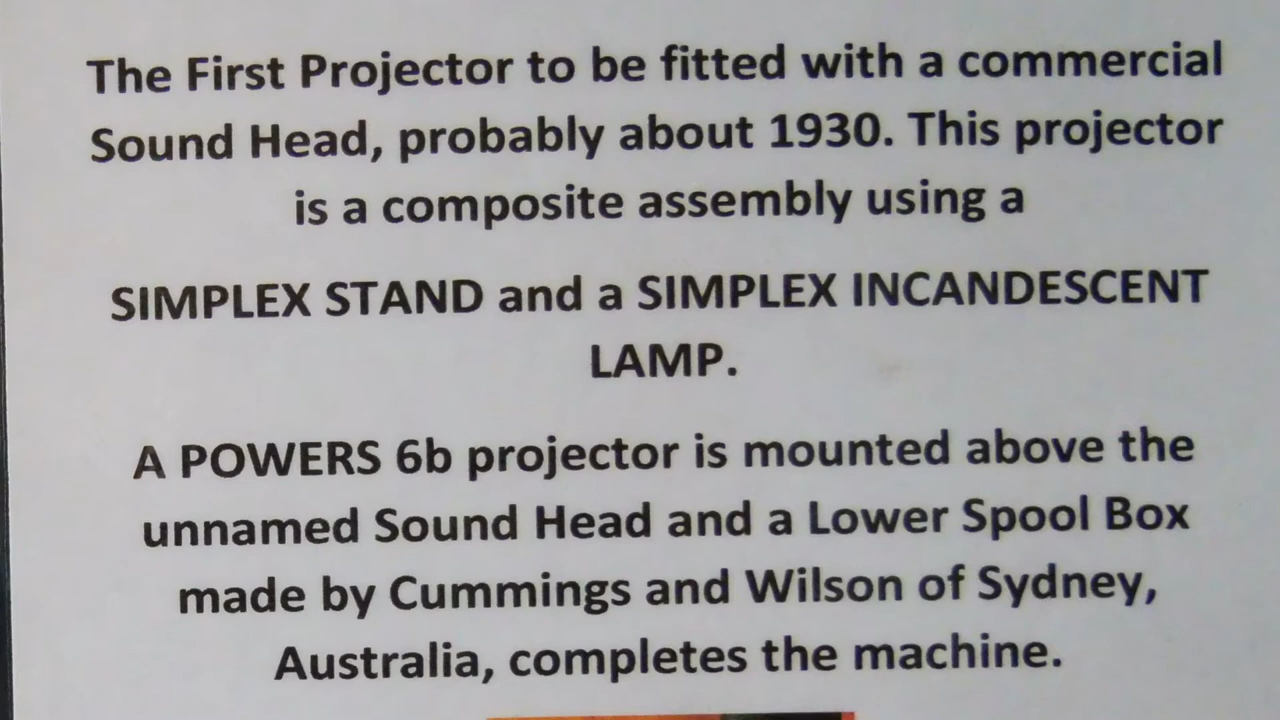 The First Projector to be fitted with a commercial
Sound Head, probably about 1930. This projector
is a composite assembly using a
SIMPLEX STAND and a SIMPLEX INCANDESCENT
LAMP.
A POWERS 6b projector is mounted above the
unnamed Sound Head and a Lower Spool Box
made by Cummings and Wilson of Sydney,
Australia, completes the machine.